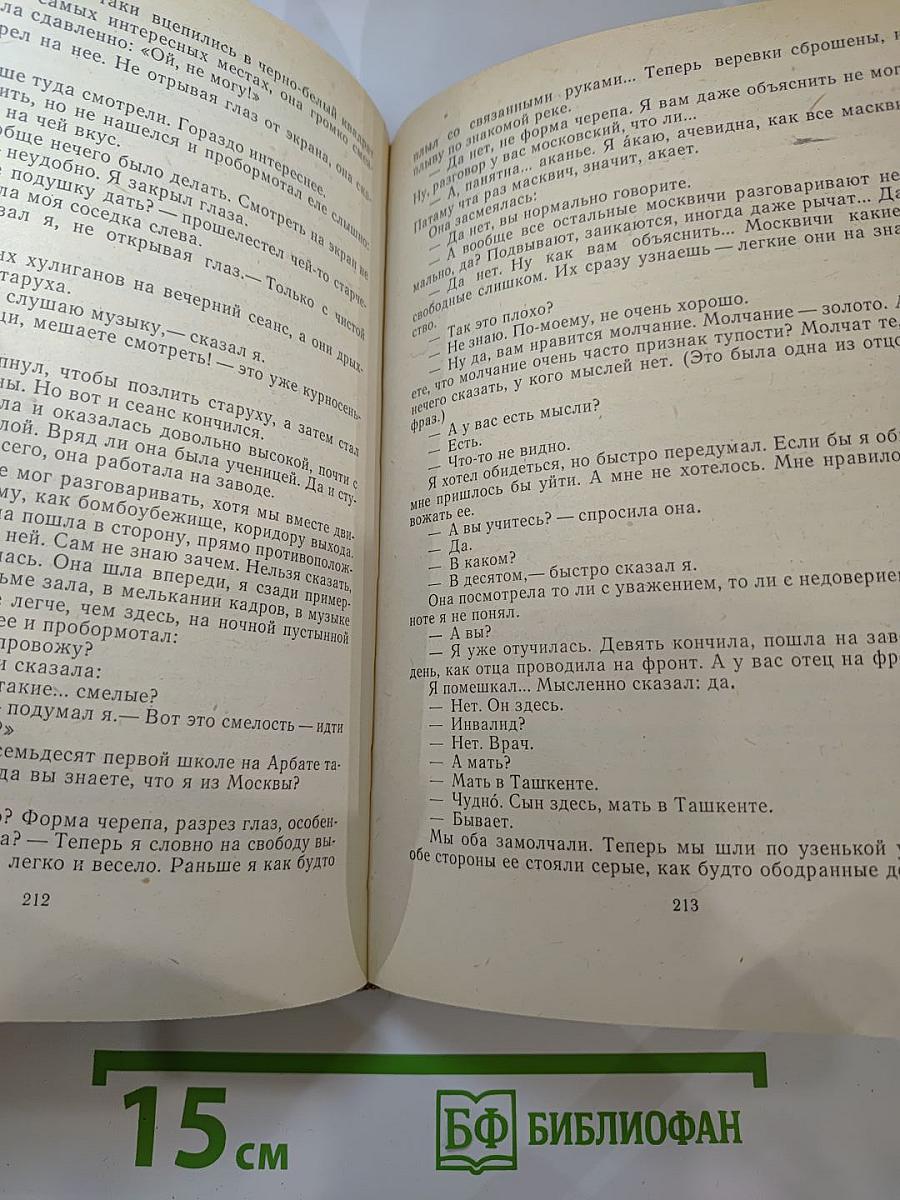 таки вцепились в черно-белый квадрат
самых интересных местах, она громко
ла сдавленно: «Ой, не могу!»
рел на нее. Не отрывая глаз от экрана, она ска-
ше туда смотрели. Гораздо интереснее.
ить, но не нашелся и пробормотал еле слышно:
на чей вкус.
обще нечего было делать. Смотреть на экран не
неудобно. Я закрыл глаза.
е подушку дать? — прошелестел чей-то старче-
ла моя соседка слева.
зал я, не открывая глаз.— Только с чистой
ых хулиганов на вечерний сеанс, а они дрых-
таруха.
слушаю музыку,— сказал я.
ди, мешаете смотреть! — это уже курносень-
пнул, чтобы позлить старуху, а затем стал
ны. Но вот и сеанс кончился.
ла и оказалась довольно высокой, почти с
лой. Вряд ли она была ученицей. Да и сту-
всего, она работала на заводе.
е мог разговаривать, хотя мы вместе дви-
му, как бомбоубежище, коридору выхода.
на пошла в сторону, прямо противополож-
ней. Сам не знаю зачем. Нельзя сказать,
лась. Она шла впереди, я сзади пример-
ьме зала, в мелькании кадров, в музыке
е легче, чем здесь, на ночной пустынной
ее и пробормотал:
провожу?
и сказала:
такие... смелые?
подумал я.— Вот это смелость — идти
?»
семьдесят первой школе на Арбате та-
да вы знаете, что я из Москвы?
о? Форма черепа, разрез глаз, особен-
а? — Теперь я словно на свободу вы-
легко и весело. Раньше я как будто
212
плыл со связанными руками... Теперь веревки сброшены,
плыву по знакомой реке.
— Да нет, не форма черепа. Я вам даже объяснить не мог
Ну, разговор у вас московский, что ли...
— А, панятна... аканье. Я а́каю, ачевидна, как все маскви
Патаму чта раз масквич, значит, акает.
Она засмеялась:
— Да нет, вы нормально говорите.
— А вообще все остальные москвичи разговаривают не
мально, да? Подвывают, заикаются, иногда даже рычат... Да
— Да нет. Ну как вам объяснить... Москвичи какие
свободные слишком. Их сразу узнаешь — легкие они на зна
ство.
— Так это плохо?
— Не знаю. По-моему, не очень хорошо.
— Ну да, вам нравится молчание. Молчание — золото. А
ете, что молчание очень часто признак тупости? Молчат те,
нечего сказать, у кого мыслей нет. (Это была одна из отцо
фраз.)
— А у вас есть мысли?
— Есть.
— Что-то не видно.
Я хотел обидеться, но быстро передумал. Если бы я оби
мне пришлось бы уйти. А мне не хотелось. Мне нравило
вожать ее.
— А вы учитесь? — спросила она.
— Да.
— В каком?
— В десятом,— быстро сказал я.
Она посмотрела то ли с уважением, то ли с недоверием
ноте я не понял.
— А вы?
— Я уже отучилась. Девять кончила, пошла на зав
день, как отца проводила на фронт. А у вас отец на фр
Я помешкал... Мысленно сказал: да.
— Нет. Он здесь.
— Инвалид?
— Нет. Врач.
— А мать?
— Мать в Ташкенте.
— Чудно́. Сын здесь, мать в Ташкенте.
— Бывает.
Мы оба замолчали. Теперь мы шли по узенькой у
обе стороны ее стояли серые, как будто ободранные де
213
15 см
БФ БИБЛИОФАН